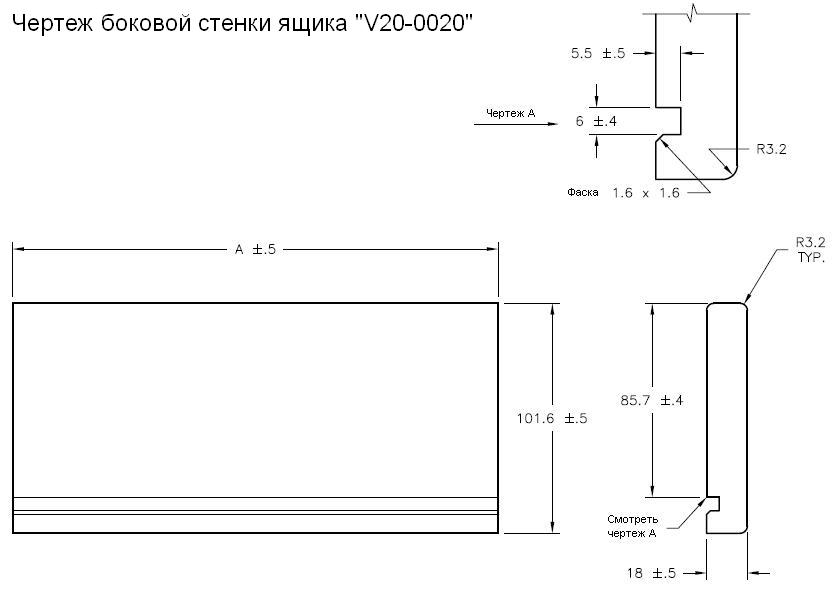 Чертеж боковой стенки ящика "V20-0020"
5.5 ±.5
Чертеж А
6 ±.4
R3.2
Фаска 1.6 x 1.6
A ±.5
R3.2
TYP.
85.7 ±.4
101.6 ±.5
Смотреть
чертеж А
18 ±.5